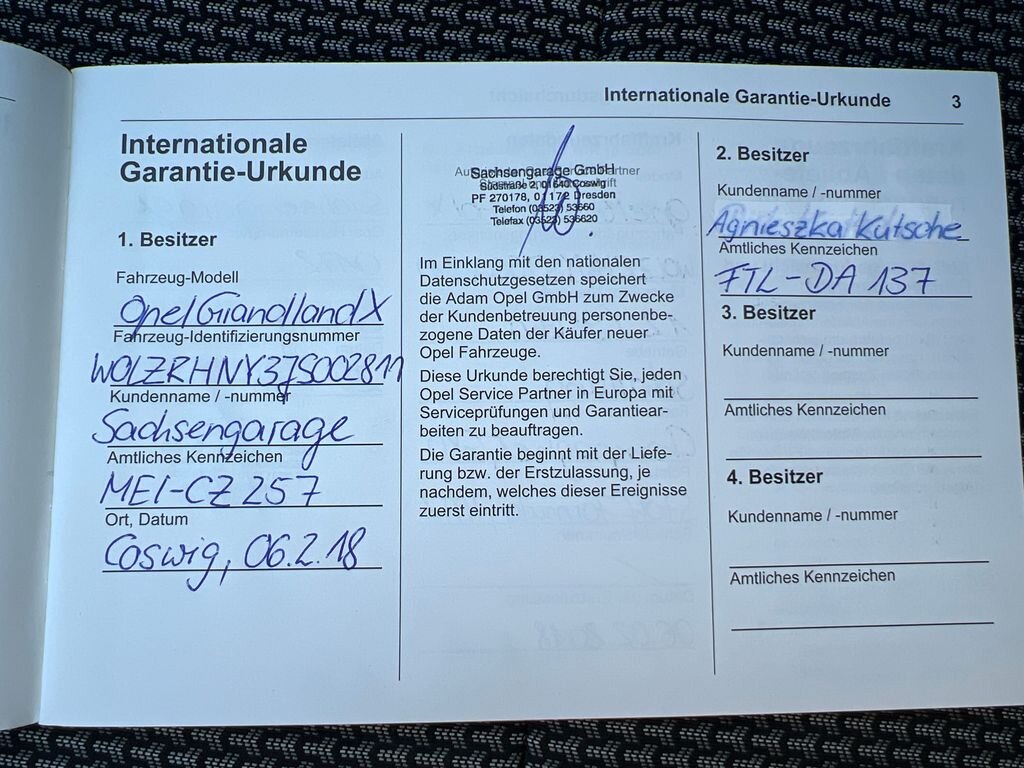 Internationale Garantie-Urkunde 3
Internationale
Garantie-Urkunde
1. Besitzer
Fahrzeug-Modell
Opel Grandland X
Fahrzeug-Identifizierungsnummer
W0LZRHNY37S002811
Kundenname / -nummer
Sachsengarage
Amtliches Kennzeichen
MEI-CZ 257
Ort, Datum
Coswig, 06.2.18
Sachsengarage GmbH
Südstraße 2, 01640 Coswig
PF 270178, 01172 Dresden
Telefon (03523) 53660
Telefax (03523) 536620
Im Einklang mit den nationalen
Datenschutzgesetzen speichert
die Adam Opel GmbH zum Zwecke
der Kundenbetreuung personenbe-
zogene Daten der Käufer neuer
Opel Fahrzeuge.
Diese Urkunde berechtigt Sie, jeden
Opel Service Partner in Europa mit
Serviceprüfungen und Garantiear-
beiten zu beauftragen.
Die Garantie beginnt mit der Liefe-
rung bzw. der Erstzulassung, je
nachdem, welches dieser Ereignisse
zuerst eintritt.
2. Besitzer
Kundenname / -nummer
Agnieszka Kutsche
Amtliches Kennzeichen
FTL-DA 137
3. Besitzer
Kundenname / -nummer
Amtliches Kennzeichen
4. Besitzer
Kundenname / -nummer
Amtliches Kennzeichen